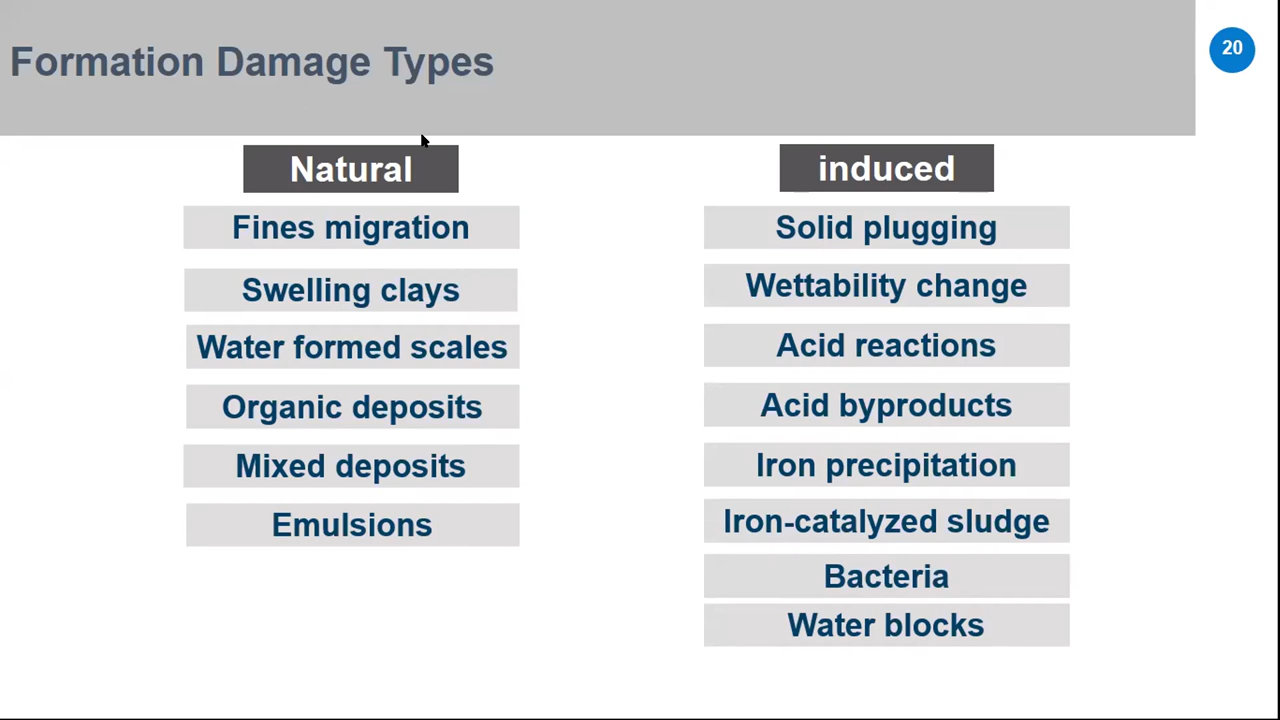 Formation Damage Types
20
Natural
Fines migration
Swelling clays
Water formed scales
Organic deposits
Mixed deposits
Emulsions
induced
Solid plugging
Wettability change
Acid reactions
Acid byproducts
Iron precipitation
Iron-catalyzed sludge
Bacteria
Water blocks